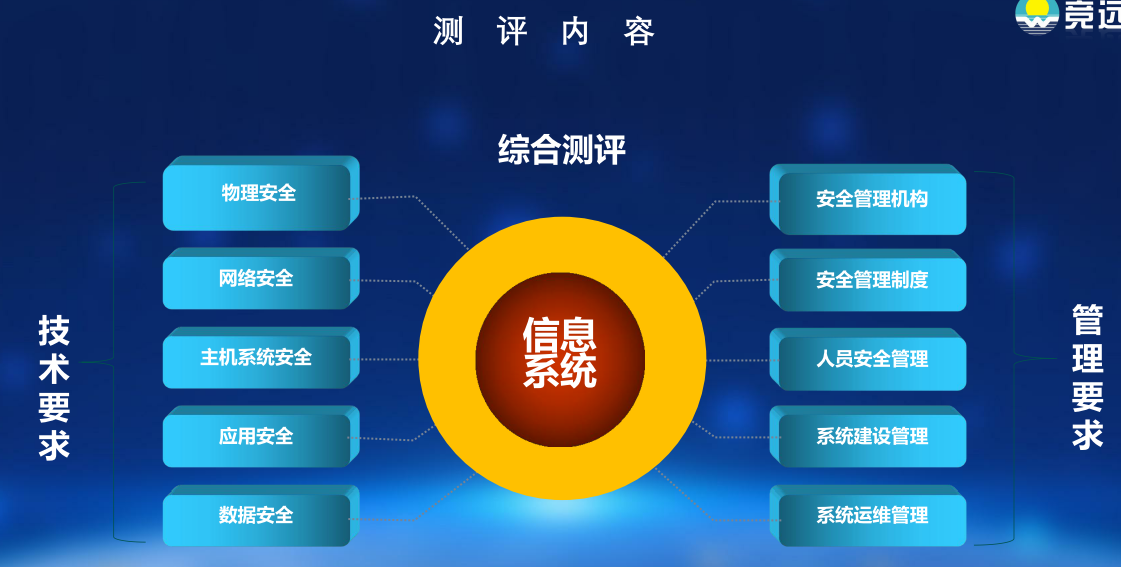 测评内容
竞远
综合测评
技术要求
物理安全
网络安全
主机系统安全
应用安全
数据安全
信息
系统
安全管理机构
安全管理制度
人员安全管理
系统建设管理
系统运维管理
管理要求